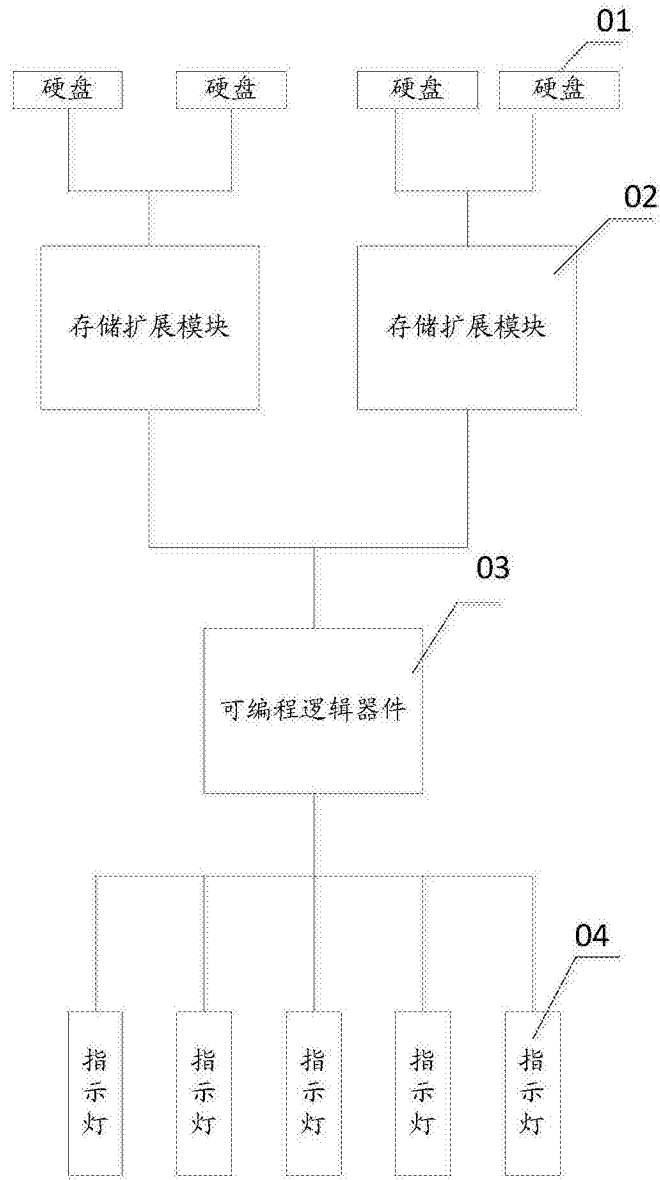 01
硬盘 硬盘 硬盘 硬盘
02
存储扩展模块 存储扩展模块
03
可编程逻辑器件
04
指示灯 指示灯 指示灯 指示灯 指示灯